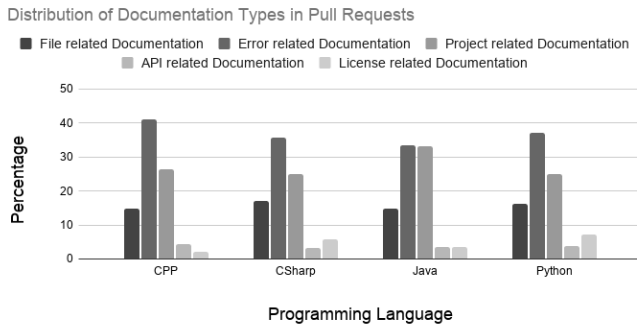 Distribution of Documentation Types in Pull Requests
File related Documentation Error related Documentation Project related Documentation
API related Documentation License related Documentation
50
40
30
20
10
0
Percentage
CPP CSharp Java Python
Programming Language